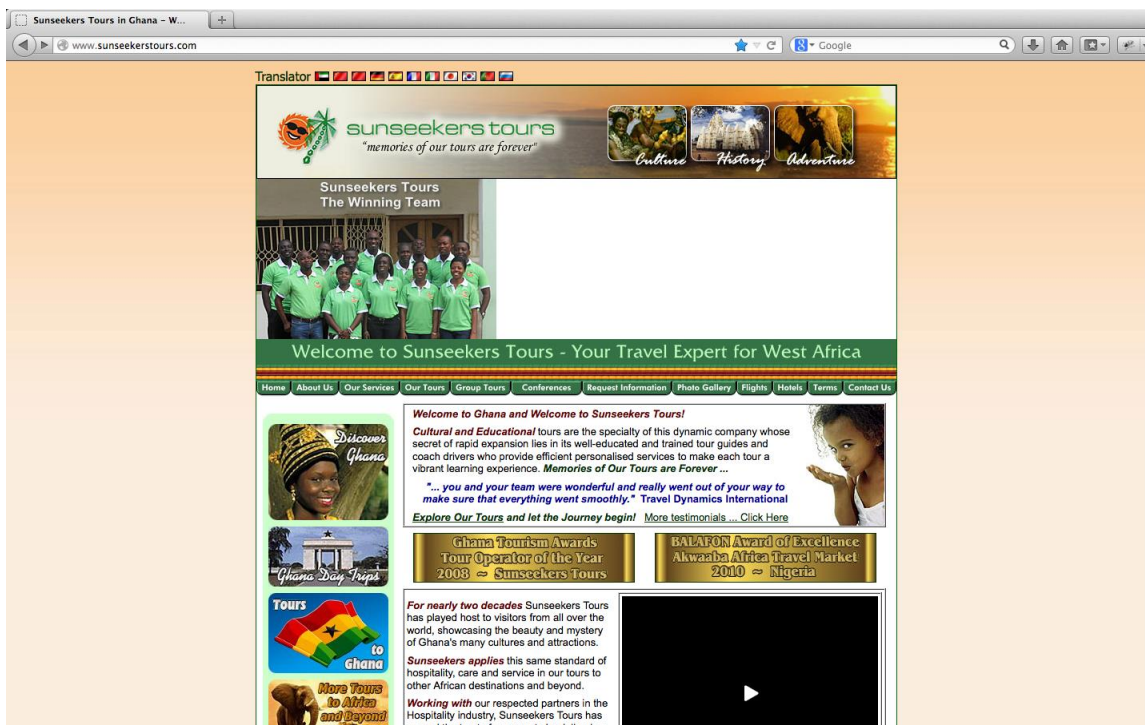 Sunseekers Tours in Ghana – W...
www.sunseekerstours.com
Google
Translator
sunseekers tours
"memories of our tours are forever"
Culture
History
Adventure
Sunseekers Tours
The Winning Team
Welcome to Sunseekers Tours - Your Travel Expert for West Africa
Home About Us Our Services Our Tours Group Tours Conferences Request Information Photo Gallery Flights Hotels Terms Contact Us
Discover
Ghana
Ghana Day Trips
Tours
to
Ghana
More Tours
to Africa
and Beyond
Welcome to Ghana and Welcome to Sunseekers Tours!
Cultural and Educational tours are the specialty of this dynamic company whose
secret of rapid expansion lies in its well-educated and trained tour guides and
coach drivers who provide efficient personalised services to make each tour a
vibrant learning experience. Memories of Our Tours are Forever ...
"... you and your team were wonderful and really went out of your way to
make sure that everything went smoothly." Travel Dynamics International
Explore Our Tours and let the Journey begin! More testimonials ... Click Here
Ghana Tourism Awards
Tour Operator of the Year
2008 ~ Sunseekers Tours
BALAFON Award of Excellence
Akwaaba Africa Travel Market
2010 ~ Nigeria
For nearly two decades Sunseekers Tours
has played host to visitors from all over the
world, showcasing the beauty and mystery
of Ghana's many cultures and attractions.
Sunseekers applies this same standard of
hospitality, care and service in our tours to
other African destinations and beyond.
Working with our respected partners in the
Hospitality industry, Sunseekers Tours has